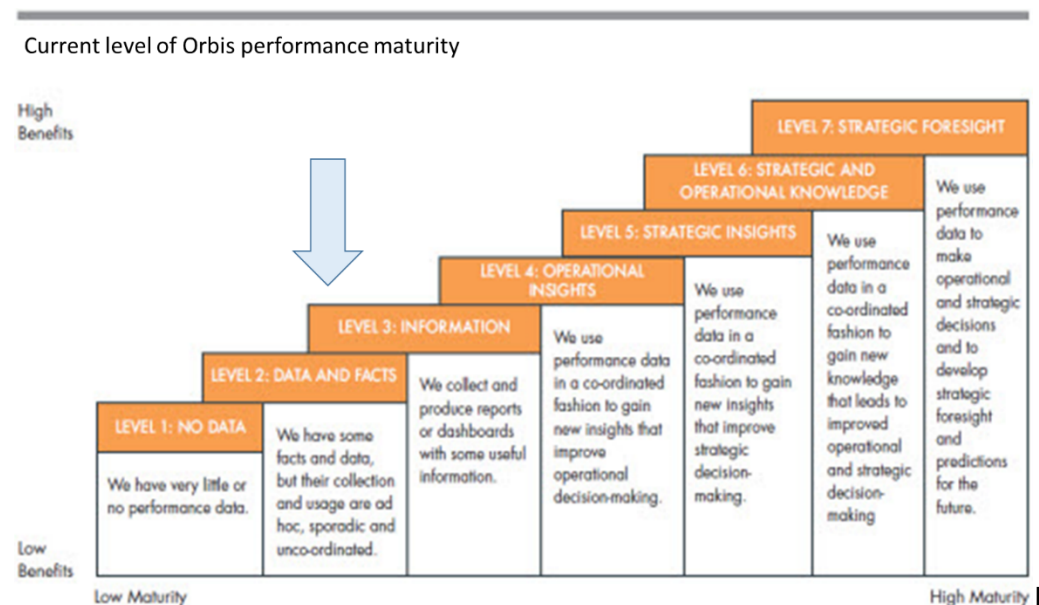 Current level of Orbis performance maturity
High
Benefits
LEVEL 7: STRATEGIC FORESIGHT
LEVEL 6: STRATEGIC AND
OPERATIONAL KNOWLEDGE
LEVEL 5: STRATEGIC INSIGHTS
LEVEL 4: OPERATIONAL
INSIGHTS
LEVEL 3: INFORMATION
LEVEL 2: DATA AND FACTS
LEVEL 1: NO DATA
We have very little or
no performance data.
We have some
facts and data,
but their collection
and usage are ad
hoc, sporadic and
unco-ordinated.
We collect and
produce reports
or dashboards
with some useful
information.
We use
performance data
in a co-ordinated
fashion to gain
new insights that
improve
operational
decision-making.
We use
performance
data in a
co-ordinated
fashion to gain
new insights
that improve
strategic
decision-
making.
We use
performance
data in a
co-ordinated
fashion to
gain new
knowledge
that leads to
improved
operational
and strategic
decision-
making
We use
performance
data to
make
operational
and strategic
decisions
and to
develop
strategic
foresight
and
predictions
for the
future.
Low
Benefits
Low Maturity
High Maturity